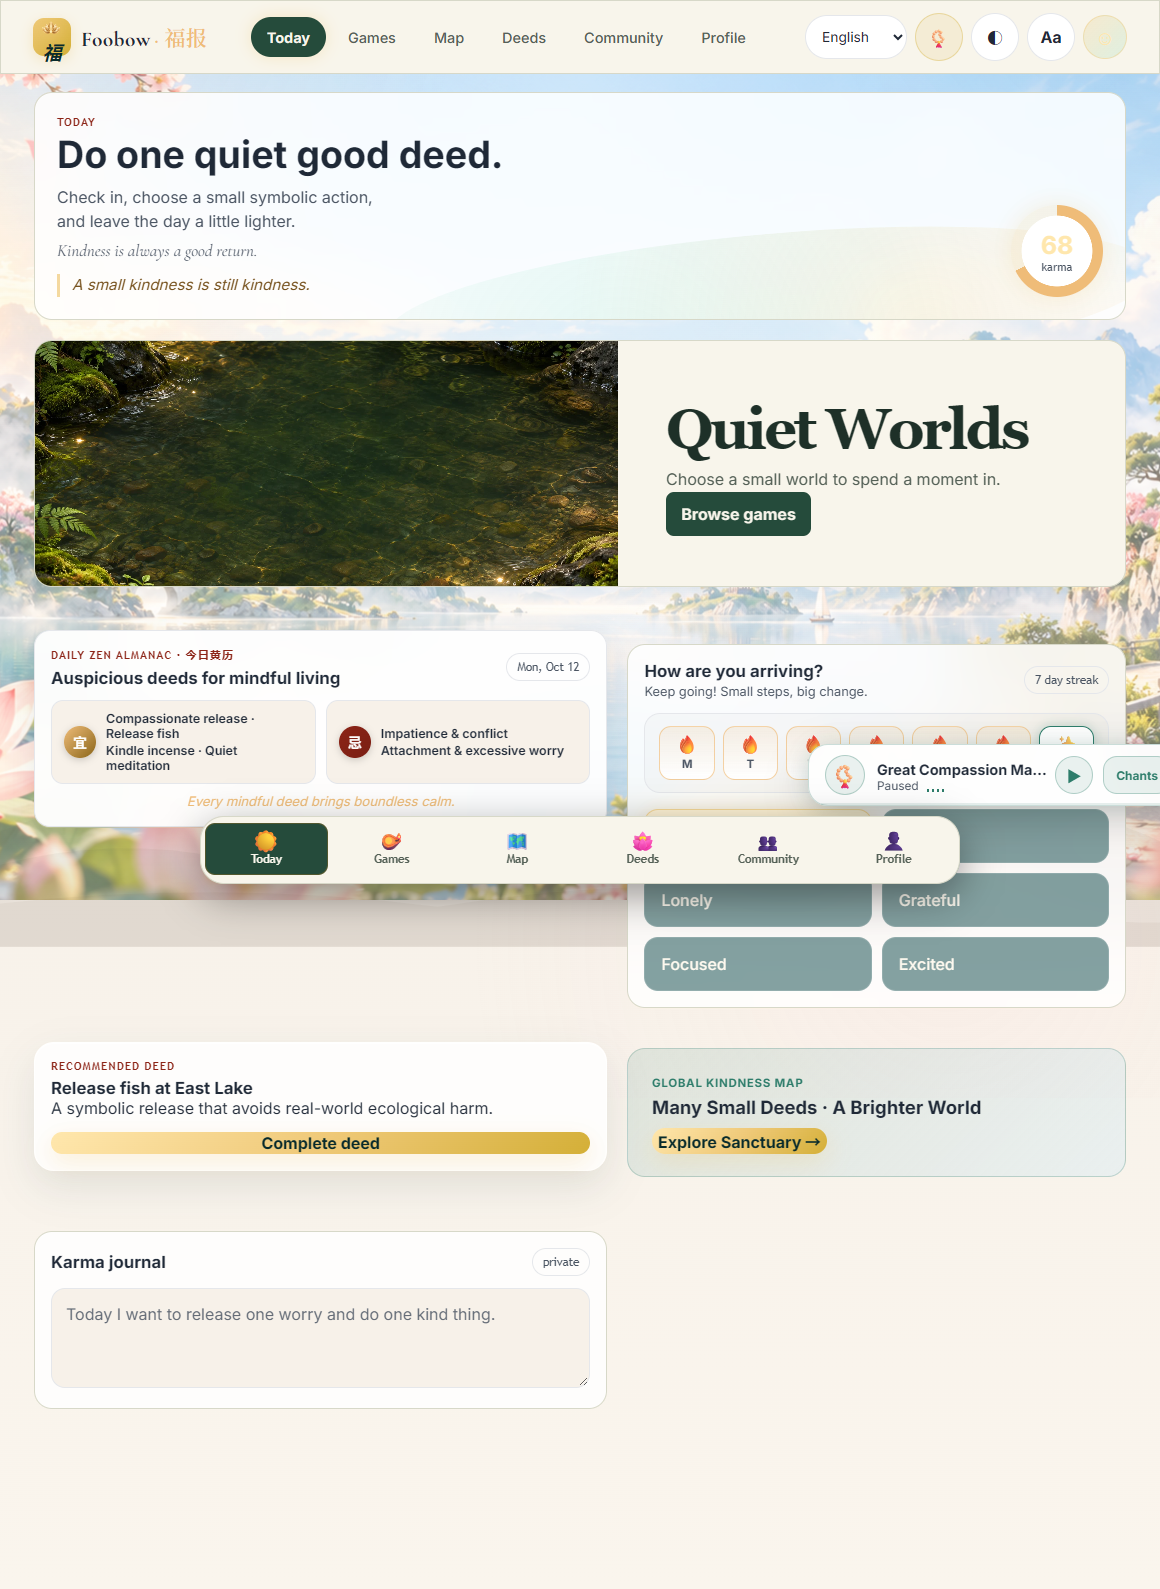 福
Foobow · 福报
Today
Games
Map
Deeds
Community
Profile
English
Aa
TODAY
Do one quiet good deed.
Check in, choose a small symbolic action,
and leave the day a little lighter.
Kindness is always a good return.
A small kindness is still kindness.
68
karma
Quiet Worlds
Choose a small world to spend a moment in.
Browse games
DAILY ZEN ALMANAC · 今日黄历
Auspicious deeds for mindful living
Mon, Oct 12
宜
Compassionate release ·
Release fish
Kindle incense · Quiet
meditation
忌
Impatience & conflict
Attachment & excessive worry
Every mindful deed brings boundless calm.
How are you arriving?
Keep going! Small steps, big change.
7 day streak
M
T
Great Compassion Ma...
Paused
Chants
Today
Games
Map
Deeds
Community
Profile
Lonely
Grateful
Focused
Excited
RECOMMENDED DEED
Release fish at East Lake
A symbolic release that avoids real-world ecological harm.
Complete deed
GLOBAL KINDNESS MAP
Many Small Deeds · A Brighter World
Explore Sanctuary →
Karma journal
private
Today I want to release one worry and do one kind thing.